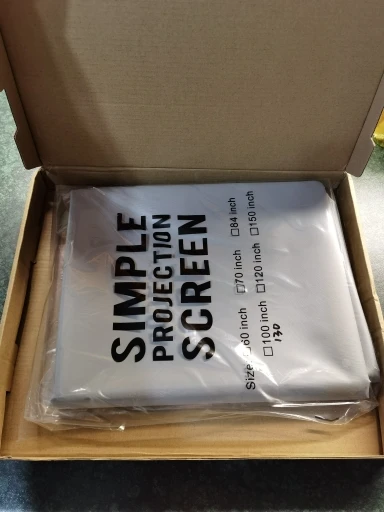 SIMPLE
PROJECTION
SCREEN
Size: □60 inch □70 inch □84 inch
□100 inch □120 inch □150 inch
130